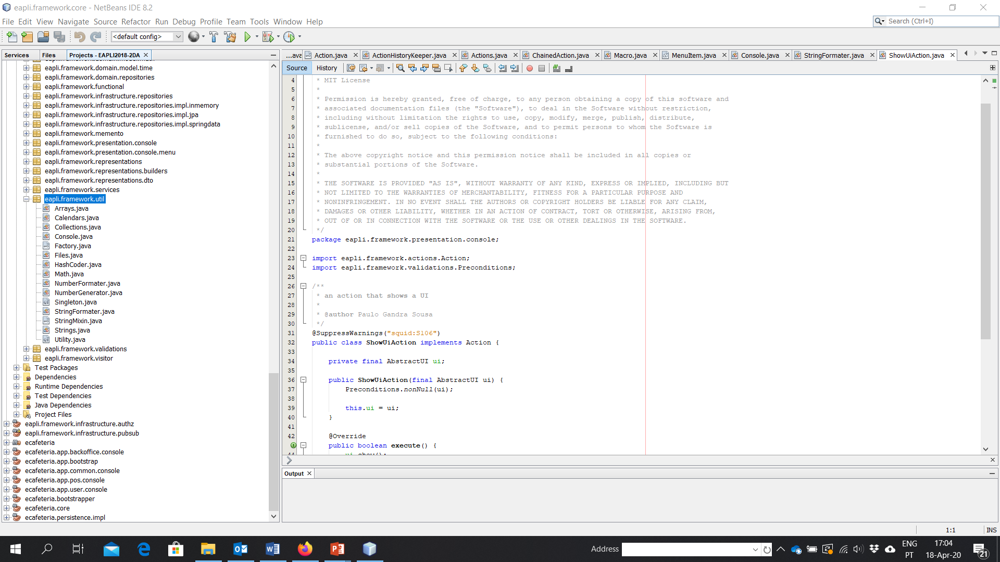 eapli.framework.core - NetBeans IDE 8.2
File Edit View Navigate Source Refactor Run Debug Profile Team Tools Window Help
Search (Ctrl+I)
<default config>
Services Files Projects - EAPLI2018-2DA
...ava Action.java ActionHistoryKeeper.java Actions.java ChainedAction.java Macro.java MenuItem.java Console.java StringFormater.java ShowUiAction.java
Source History
eapli.framework.domain.model.time
eapli.framework.domain.repositories
eapli.framework.functional
eapli.framework.infrastructure.repositories
eapli.framework.infrastructure.repositories.impl.inmemory
eapli.framework.infrastructure.repositories.impl.jpa
eapli.framework.infrastructure.repositories.impl.springdata
eapli.framework.memento
eapli.framework.presentation.console
eapli.framework.presentation.console.menu
eapli.framework.representations
eapli.framework.representations.builders
eapli.framework.representations.dto
eapli.framework.services
eapli.framework.util
Arrays.java
Calendars.java
Collections.java
Console.java
Factory.java
Files.java
HashCoder.java
Math.java
NumberFormater.java
NumberGenerator.java
Singleton.java
StringFormater.java
StringMixin.java
Strings.java
Utility.java
eapli.framework.validations
eapli.framework.visitor
Test Packages
Dependencies
Runtime Dependencies
Test Dependencies
Java Dependencies
Project Files
eapli.framework.infrastructure.authz
eapli.framework.infrastructure.pubsub
ecafeteria
ecafeteria.app.backoffice.console
ecafeteria.app.bootstrap
ecafeteria.app.common.console
ecafeteria.app.pos.console
ecafeteria.app.user.console
ecafeteria.bootstrapper
ecafeteria.core
ecafeteria.persistence.impl
4 * MIT License
5 *
6 * Permission is hereby granted, free of charge, to any person obtaining a copy of this software and
7 * associated documentation files (the "Software"), to deal in the Software without restriction,
8 * including without limitation the rights to use, copy, modify, merge, publish, distribute,
9 * sublicense, and/or sell copies of the Software, and to permit persons to whom the Software is
10 * furnished to do so, subject to the following conditions:
11 *
12 * The above copyright notice and this permission notice shall be included in all copies or
13 * substantial portions of the Software.
14 *
15 * THE SOFTWARE IS PROVIDED "AS IS", WITHOUT WARRANTY OF ANY KIND, EXPRESS OR IMPLIED, INCLUDING BUT
16 * NOT LIMITED TO THE WARRANTIES OF MERCHANTABILITY, FITNESS FOR A PARTICULAR PURPOSE AND
17 * NONINFRINGEMENT. IN NO EVENT SHALL THE AUTHORS OR COPYRIGHT HOLDERS BE LIABLE FOR ANY CLAIM,
18 * DAMAGES OR OTHER LIABILITY, WHETHER IN AN ACTION OF CONTRACT, TORT OR OTHERWISE, ARISING FROM,
19 * OUT OF OR IN CONNECTION WITH THE SOFTWARE OR THE USE OR OTHER DEALINGS IN THE SOFTWARE.
20 */
21 package eapli.framework.presentation.console;
22
23 import eapli.framework.actions.Action;
24 import eapli.framework.validations.Preconditions;
25
26 /**
27 * an action that shows a UI
28 *
29 * @author Paulo Gandra Sousa
30 */
31 @SuppressWarnings("squid:S106")
32 public class ShowUiAction implements Action {
33
34 private final AbstractUI ui;
35
36 public ShowUiAction(final AbstractUI ui) {
37 Preconditions.nonNull(ui);
38
39 this.ui = ui;
40 }
41
42 @Override
public boolean execute() {
44 ui.show();
Output
1:1 INS
Address
ENG
PT
17:04
18-Apr-20
21